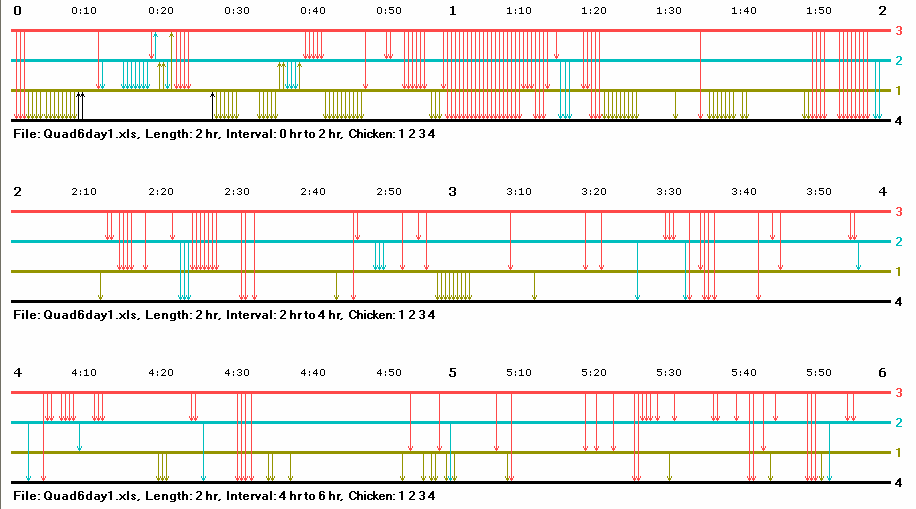 0 0:10 0:20 0:30 0:40 0:50 1 1:10 1:20 1:30 1:40 1:50 2
3
2
1
4
File: Quad6day1.xls, Length: 2 hr, Interval: 0 hr to 2 hr, Chicken: 1 2 3 4
2 2:10 2:20 2:30 2:40 2:50 3 3:10 3:20 3:30 3:40 3:50 4
3
2
1
4
File: Quad6day1.xls, Length: 2 hr, Interval: 2 hr to 4 hr, Chicken: 1 2 3 4
4 4:10 4:20 4:30 4:40 4:50 5 5:10 5:20 5:30 5:40 5:50 6
3
2
1
4
File: Quad6day1.xls, Length: 2 hr, Interval: 4 hr to 6 hr, Chicken: 1 2 3 4